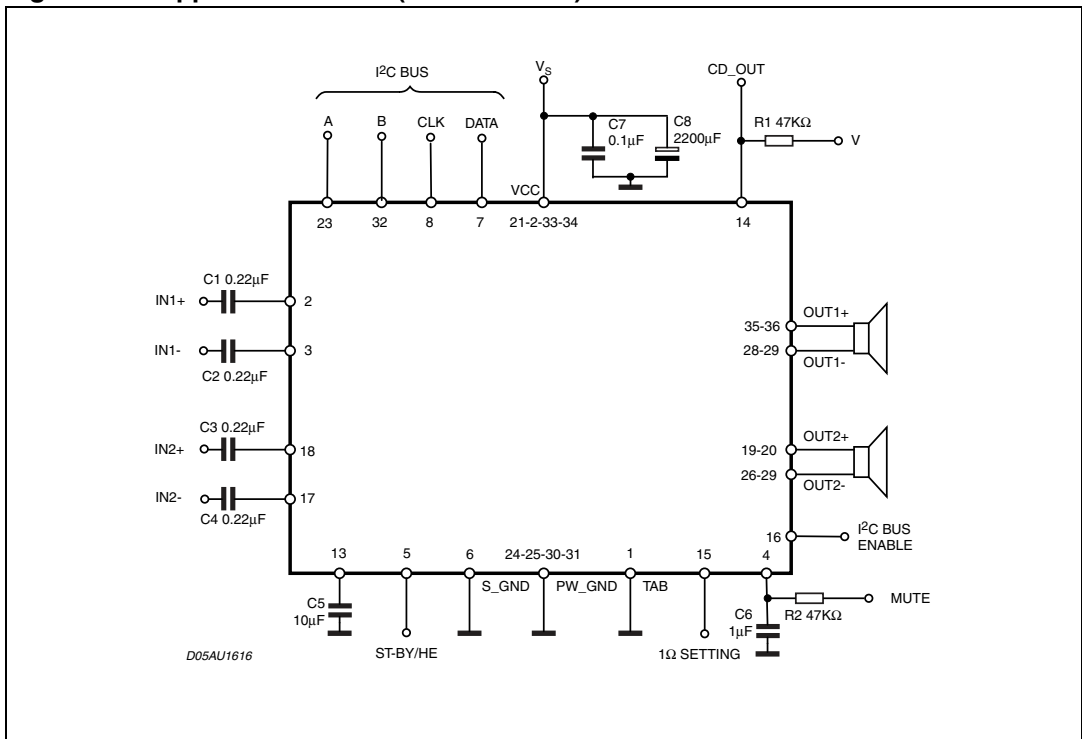 I²C BUS
A
B
CLK
DATA
VS
C7
0.1μF
C8
2200μF
CD_OUT
R1 47KΩ
V
VCC
23
32
8
7
21-2-33-34
14
C1 0.22μF
IN1+
2
IN1-
3
C2 0.22μF
C3 0.22μF
IN2+
18
IN2-
17
C4 0.22μF
35-36
OUT1+
28-29
OUT1-
19-20
OUT2+
26-29
OUT2-
16
I²C BUS
ENABLE
13
5
6
24-25-30-31
1
15
4
S_GND
PW_GND
TAB
C5
10μF
ST-BY/HE
1Ω SETTING
C6
1μF
R2 47KΩ
MUTE
D05AU1616